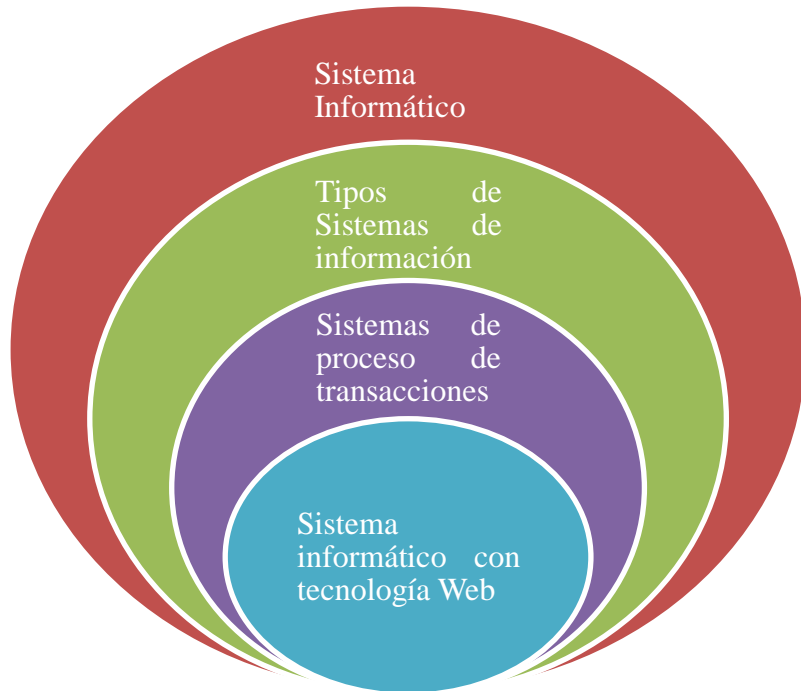 Sistema
Informático
Tipos de
Sistemas de
información
Sistemas de
proceso de
transacciones
Sistema
informático con
tecnología Web